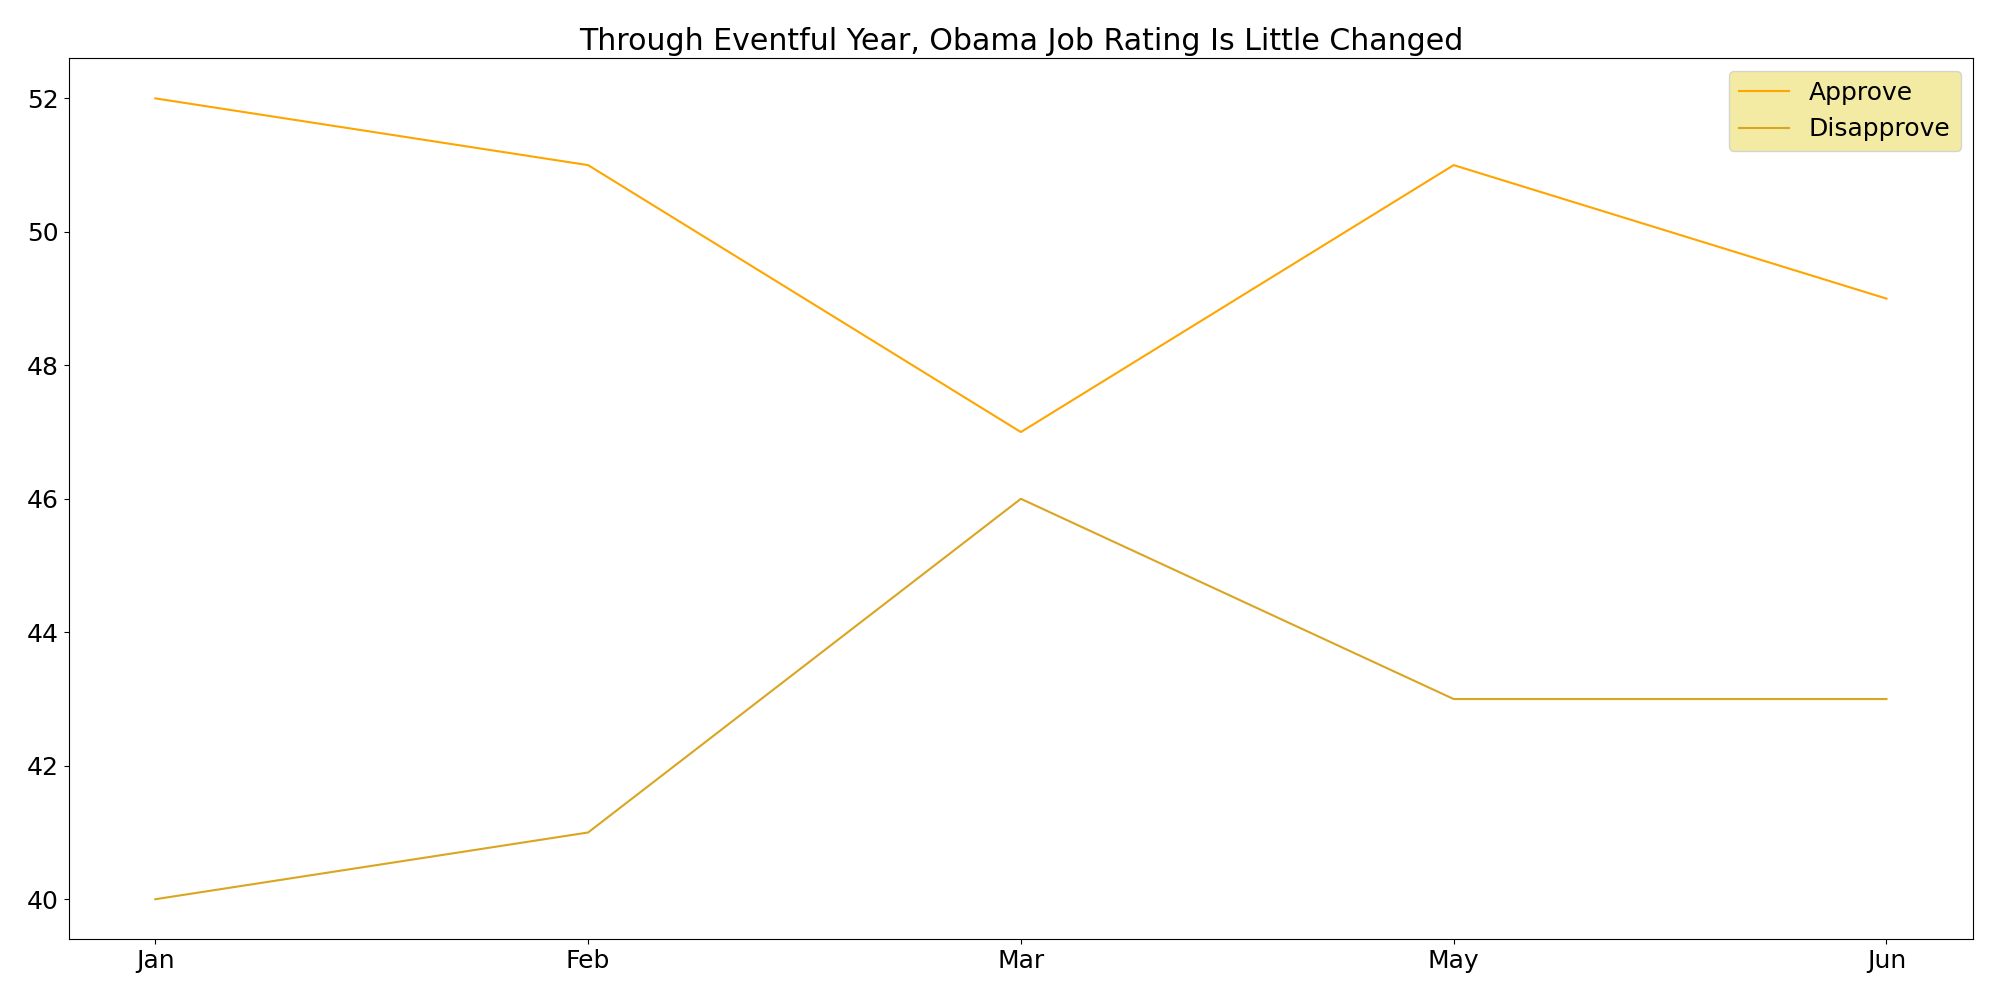 Through Eventful Year, Obama Job Rating Is Little Changed
Approve
Disapprove
52
50
48
46
44
42
40
Jan Feb Mar May Jun